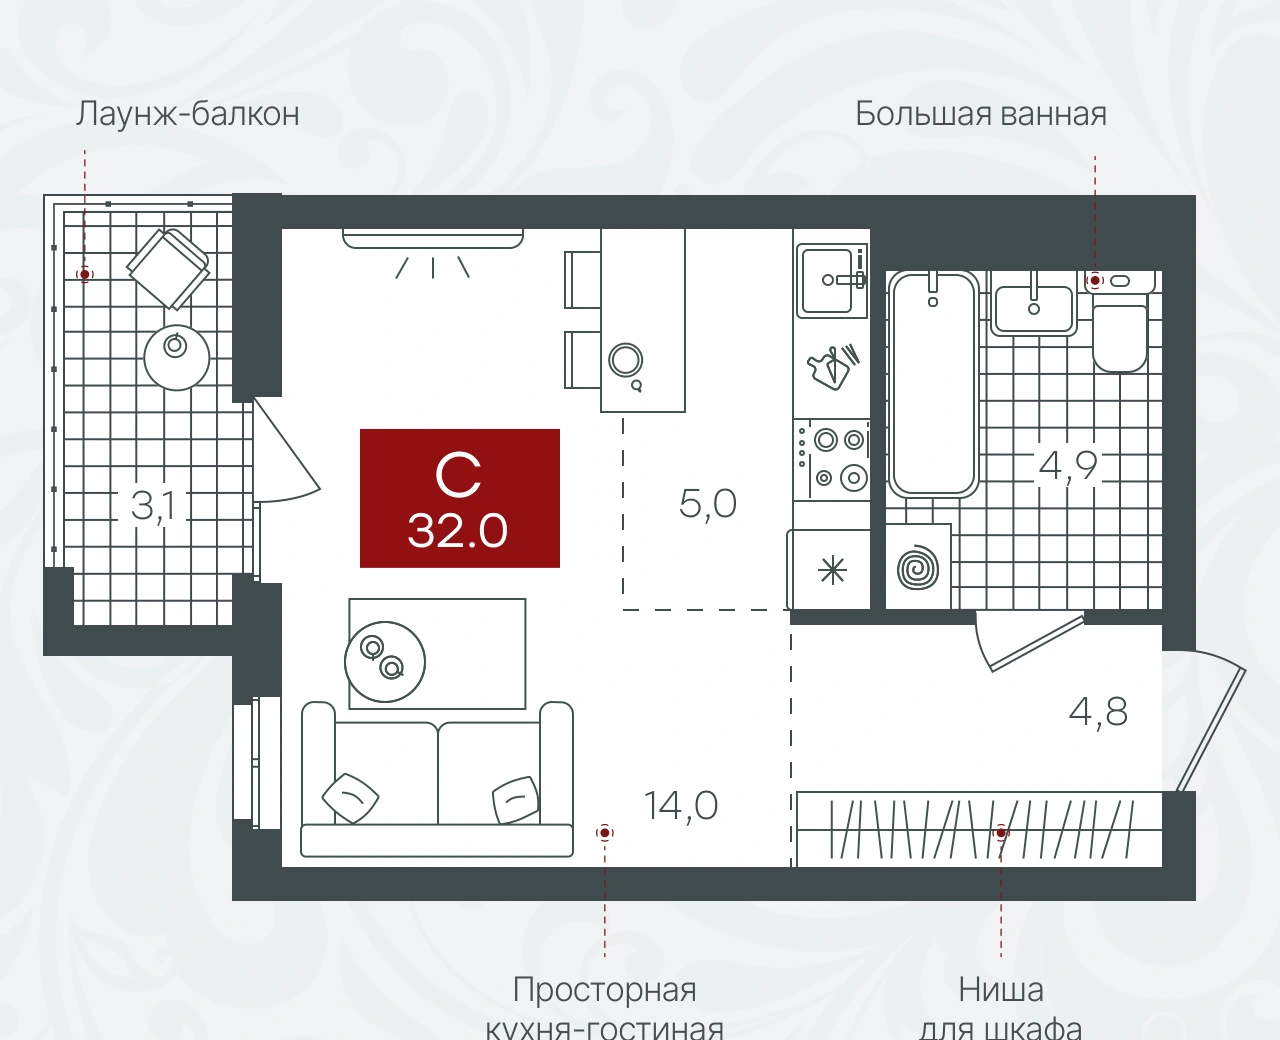 Лаунж-балкон
Большая ванная
3,1
С
32.0
5,0
4,9
4,8
14,0
Просторная
кухня-гостиная
Ниша
для шкафа